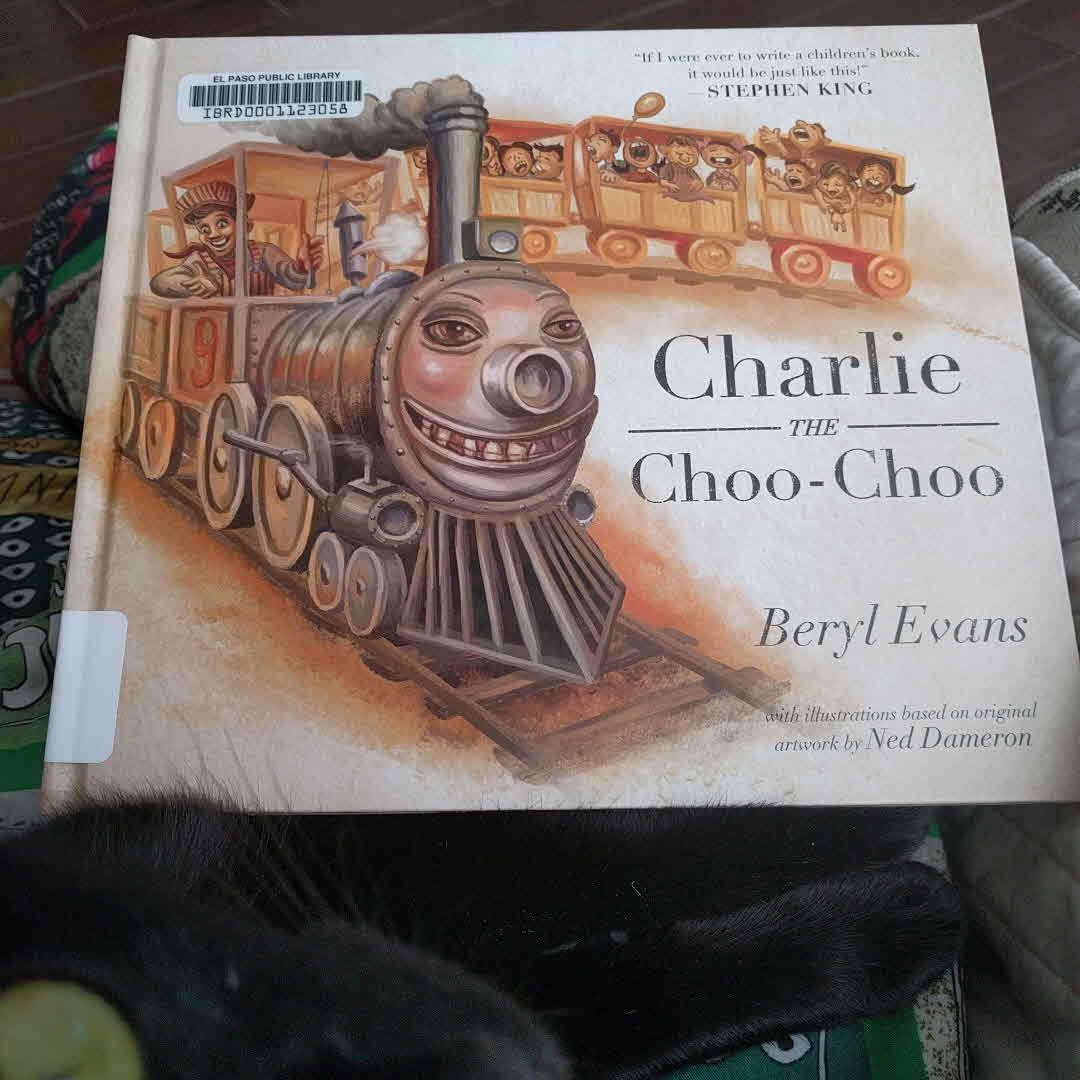 EL PASO PUBLIC LIBRARY
IBRD0001123058
“If I were ever to write a children’s book,
it would be just like this!”
—STEPHEN KING
9
Charlie
THE
Choo-Choo
Beryl Evans
with illustrations based on original
artwork by Ned Dameron